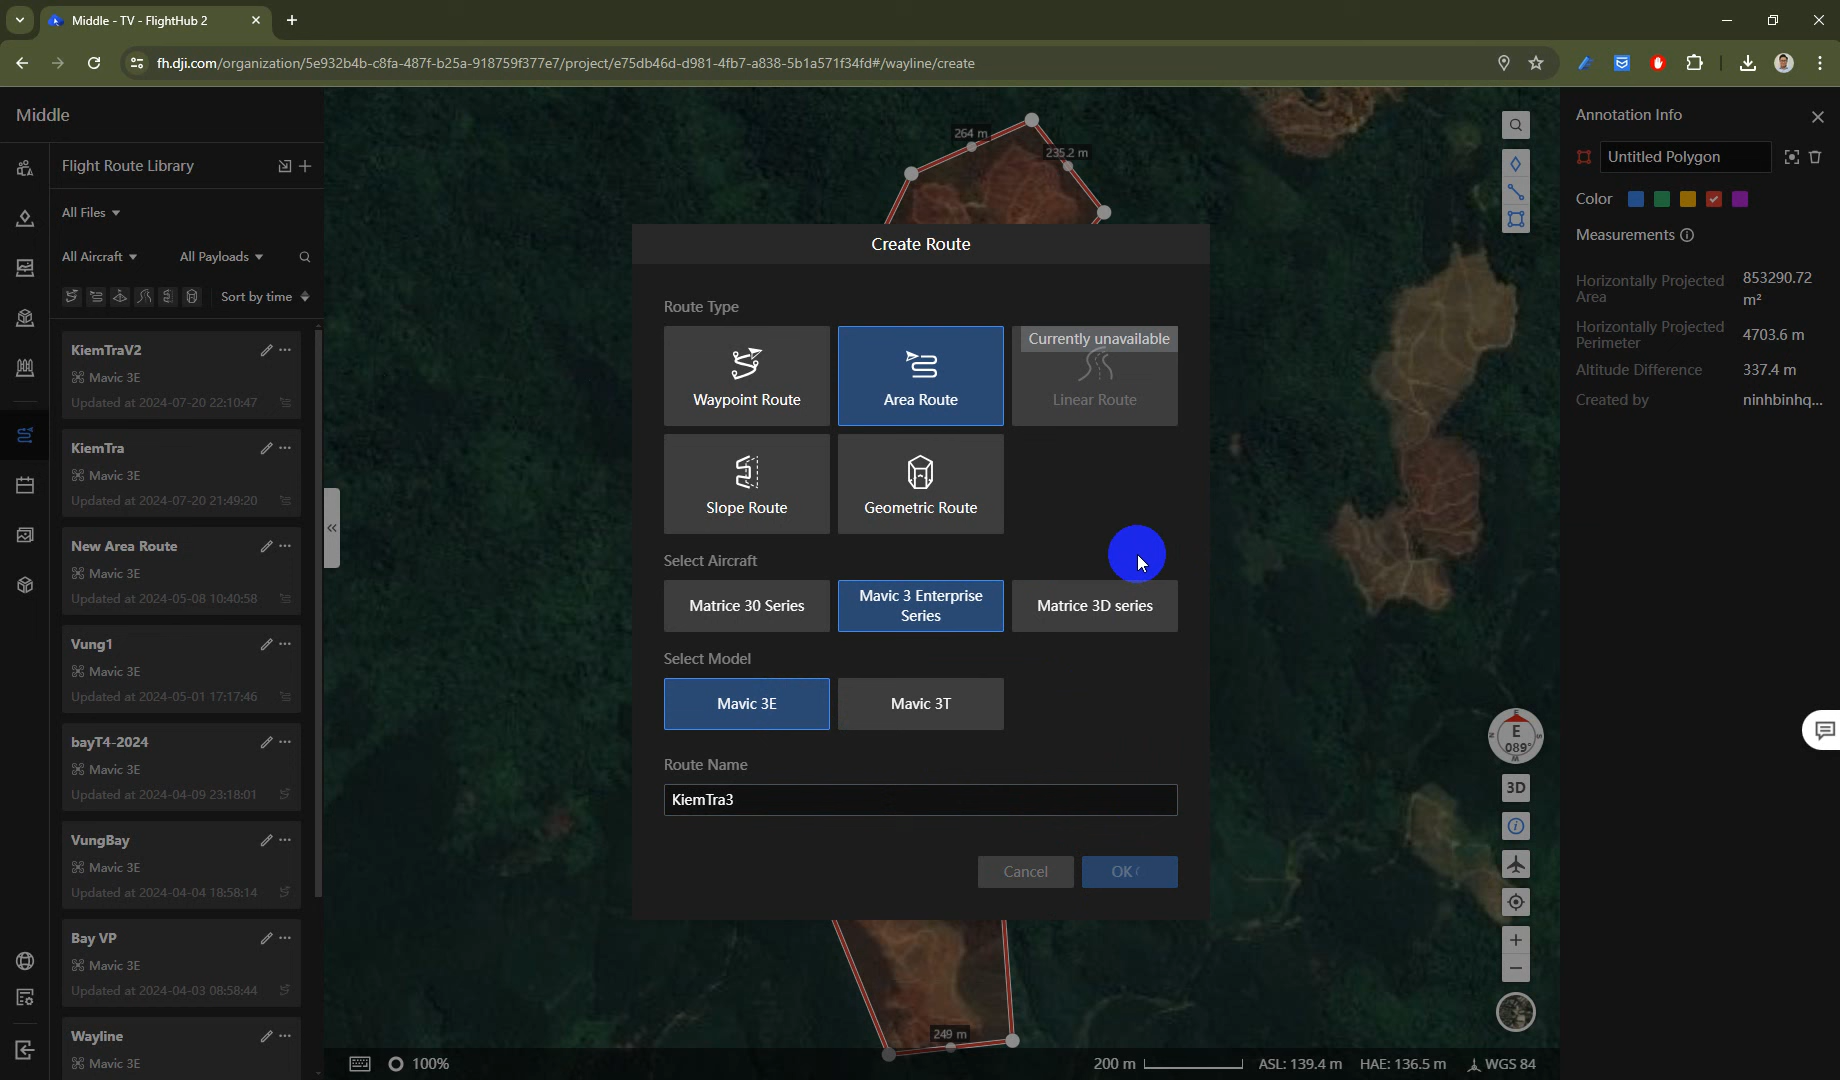 Middle - TV - FlightHub 2
fh.dji.com/organization/5e932b4b-c8fa-487f-b25a-918759f377e7/project/e75db46d-d981-4fb7-a838-5b1a571f34fd#/wayline/create
Middle
Flight Route Library
All Files
All Aircraft
All Payloads
Sort by time
KiemTraV2
Mavic 3E
Updated at 2024-07-20 22:10:47
KiemTra
Mavic 3E
Updated at 2024-07-20 21:49:20
New Area Route
Mavic 3E
Updated at 2024-05-08 10:40:58
Vung1
Mavic 3E
Updated at 2024-05-01 17:17:46
bayT4-2024
Mavic 3E
Updated at 2024-04-09 23:18:01
VungBay
Mavic 3E
Updated at 2024-04-04 18:58:14
Bay VP
Mavic 3E
Updated at 2024-04-03 08:58:44
Wayline
Mavic 3E
264 m
235.2 m
Create Route
Route Type
Waypoint Route
Area Route
Currently unavailable
Linear Route
Slope Route
Geometric Route
Select Aircraft
Matrice 30 Series
Mavic 3 Enterprise
Series
Matrice 3D series
Select Model
Mavic 3E
Mavic 3T
Route Name
KiemTra3
Cancel
OK
249 m
100%
200 m
ASL: 139.4 m
HAE: 136.5 m
WGS 84
E
N
E
S
089°
W
3D
Annotation Info
Untitled Polygon
Color
Measurements
Horizontally Projected
Area
853290.72
m²
Horizontally Projected
Perimeter
4703.6 m
Altitude Difference
337.4 m
Created by
ninhbinhq...